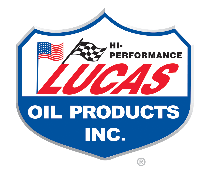 HI-
PERFORMANCE
LUCAS
OIL PRODUCTS
INC.
®